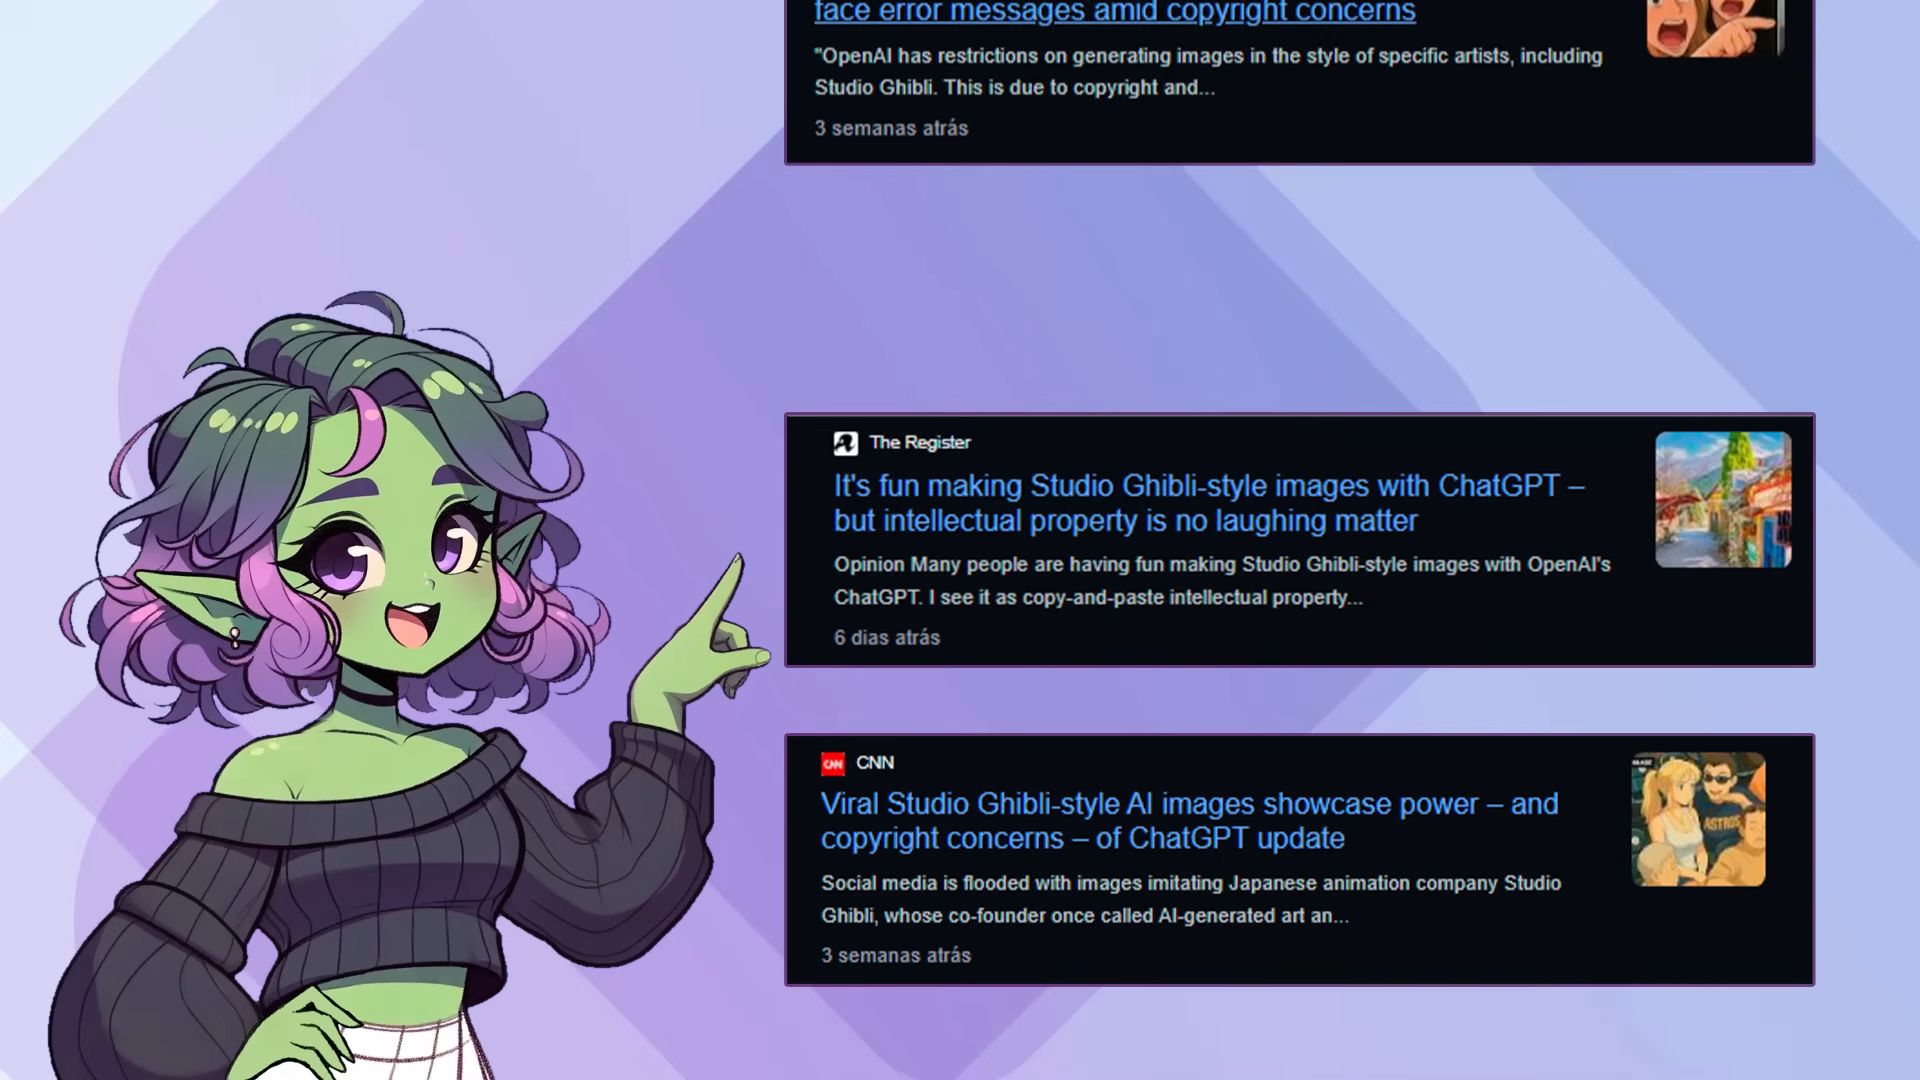 face error messages amid copyright concerns
"OpenAI has restrictions on generating images in the style of specific artists, including
Studio Ghibli. This is due to copyright and...
3 semanas atrás
The Register
It's fun making Studio Ghibli-style images with ChatGPT –
but intellectual property is no laughing matter
Opinion Many people are having fun making Studio Ghibli-style images with OpenAI's
ChatGPT. I see it as copy-and-paste intellectual property...
6 dias atrás
CNN
CNN
Viral Studio Ghibli-style AI images showcase power – and
copyright concerns – of ChatGPT update
ASTROS
Social media is flooded with images imitating Japanese animation company Studio
Ghibli, whose co-founder once called AI-generated art an...
3 semanas atrás